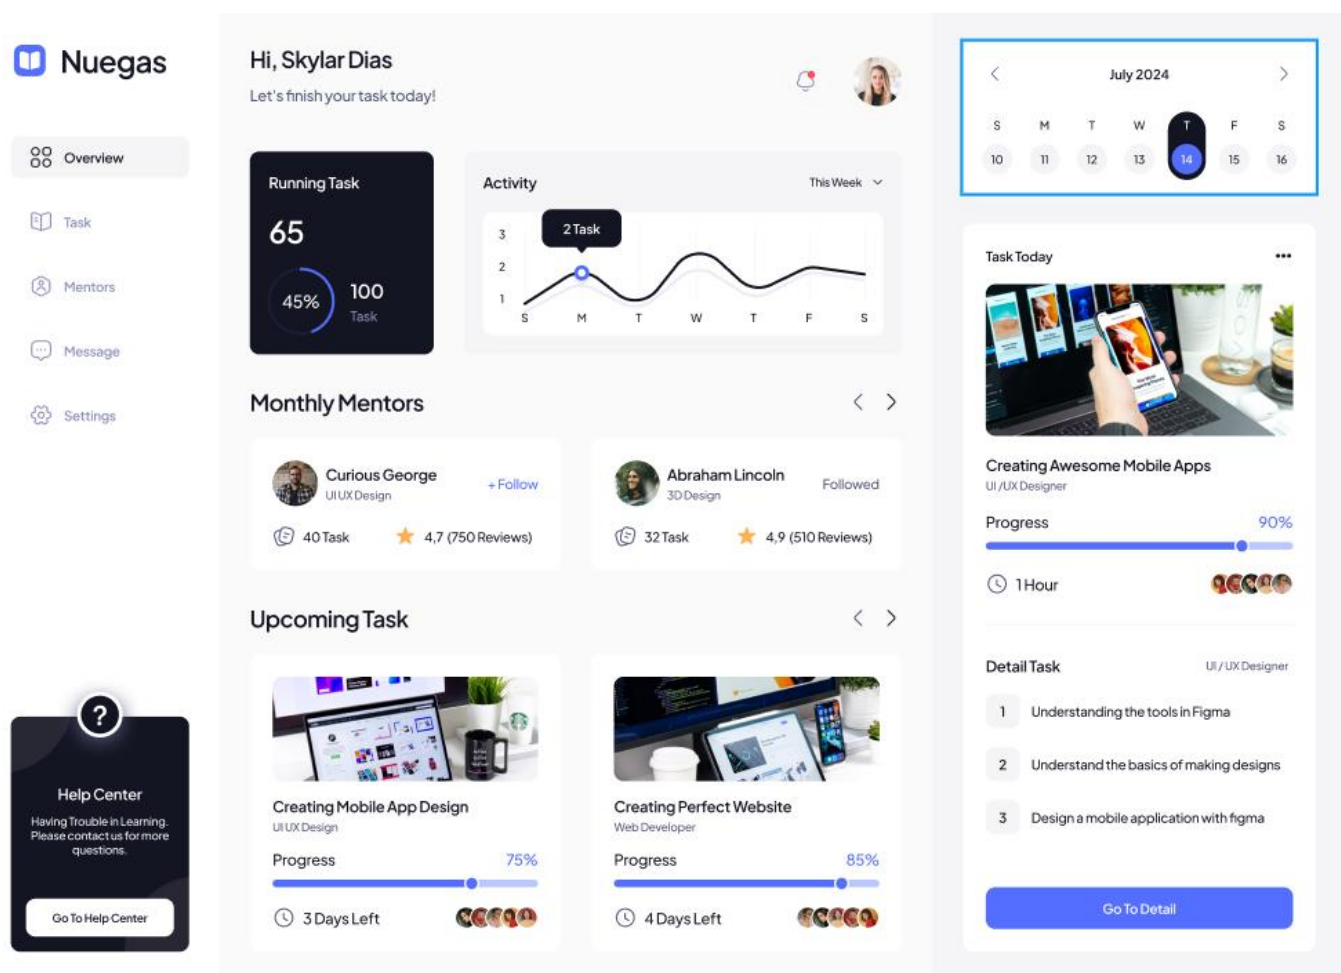 Nuegas
Overview
Task
Mentors
Message
Settings
?
Help Center
Having Trouble in Learning.
Please contact us for more
questions.
Go To Help Center
Hi, Skylar Dias
Let's finish your task today!
Running Task
65
45%
100
Task
Activity
This Week
3
2
1
2 Task
S M T W T F S
Monthly Mentors
Curious George
UI UX Design
+ Follow
40 Task
4,7 (750 Reviews)
Abraham Lincoln
3D Design
Followed
32 Task
4,9 (510 Reviews)
Upcoming Task
Creating Mobile App Design
UI UX Design
Progress 75%
3 Days Left
Creating Perfect Website
Web Developer
Progress 85%
4 Days Left
July 2024
S M T W T F S
10 11 12 13 14 15 16
Task Today
Creating Awesome Mobile Apps
UI /UX Designer
Progress 90%
1 Hour
Detail Task UI / UX Designer
1 Understanding the tools in Figma
2 Understand the basics of making designs
3 Design a mobile application with figma
Go To Detail